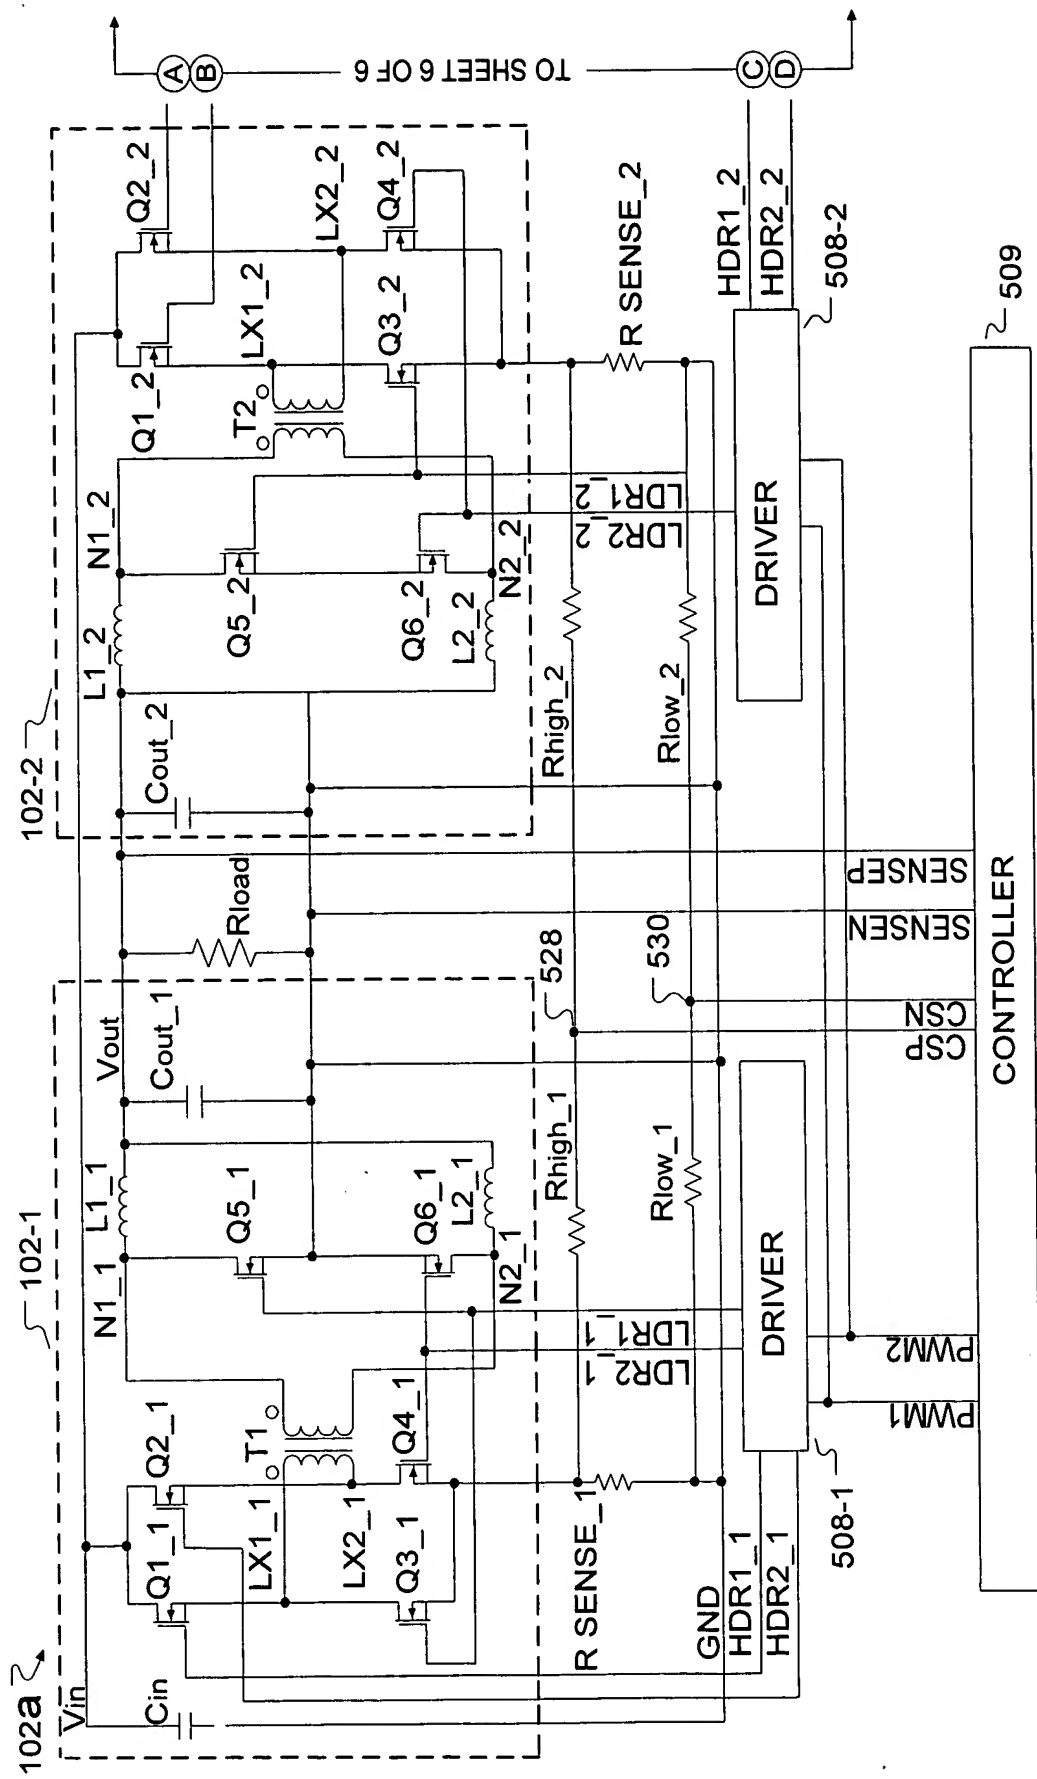 102a
102-1
102-2
Vin
Cin
Q1_1
Q2_1
LX1_1
LX2_1
Q3_1
Q4_1
T1
N1_1
L1_1
Q5_1
Q6_1
L2_1
N2_1
Vout
Cout_1
Rload
Cout_2
L1_2
N1_2
Q5_2
Q6_2
L2_2
N2_2
T2
Q1_2
Q2_2
LX1_2
LX2_2
Q3_2
Q4_2
A
B
TO SHEET 6 OF 6
C
D
R SENSE_1
LDR2_1
LDR1_1
Rhigh_1
Rlow_1
528
530
Rhigh_2
Rlow_2
LDR2_2
LDR1_2
R SENSE_2
GND
HDR1_1
HDR2_1
DRIVER
508-1
CSP
CSN
SENSEN
SENSEP
DRIVER
508-2
HDR1_2
HDR2_2
PWM1
PWM2
CONTROLLER
509